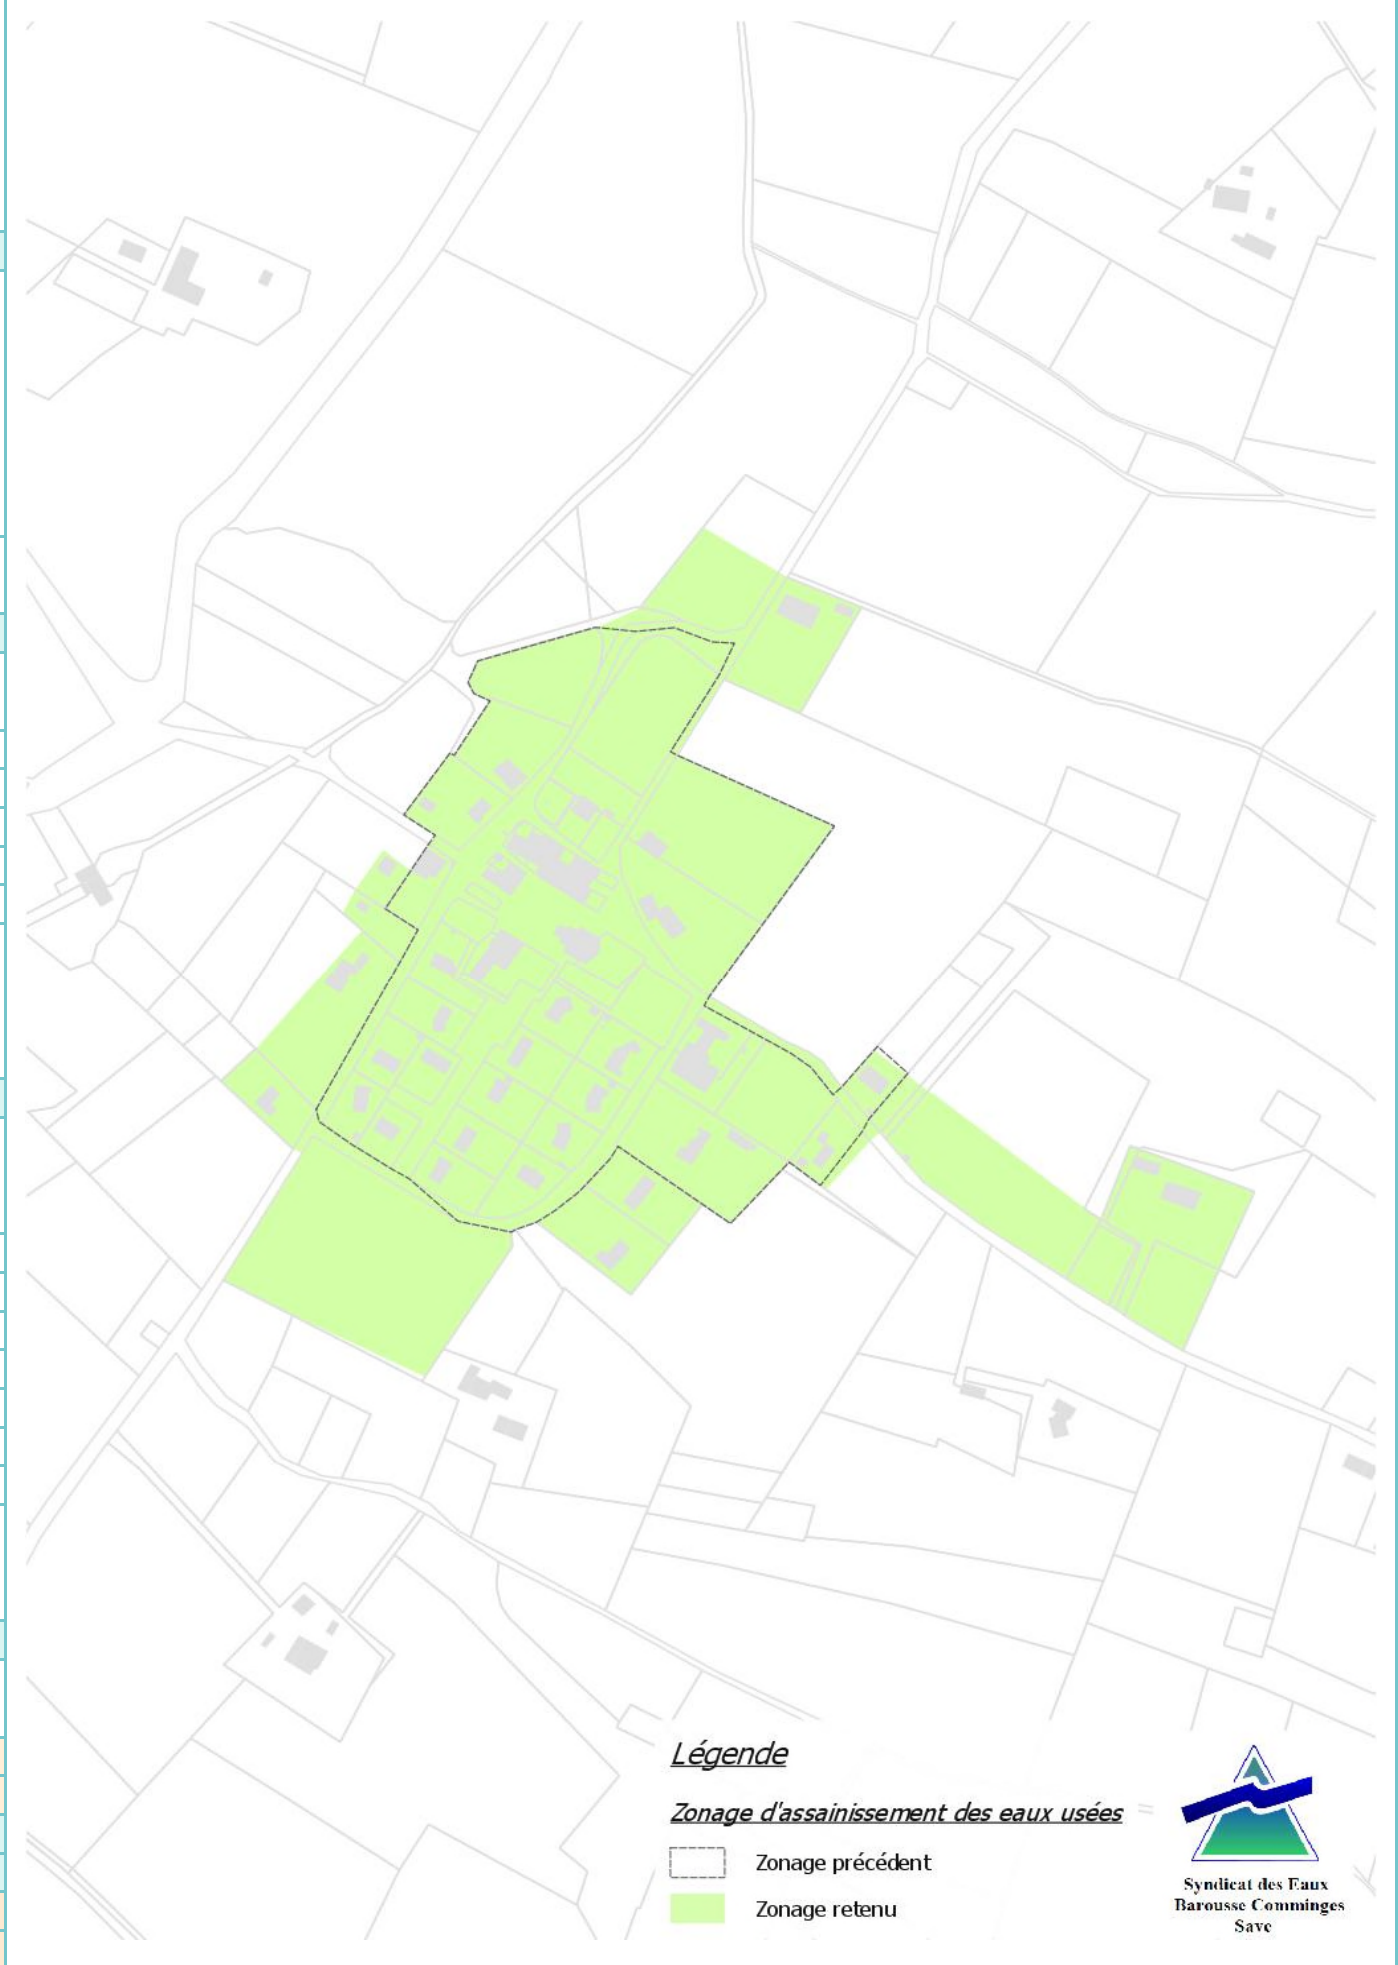 Légende
Zonage d'assainissement des eaux usées
Zonage précédent
Zonage retenu
Syndicat des Eaux
Barousse Comminges
Save